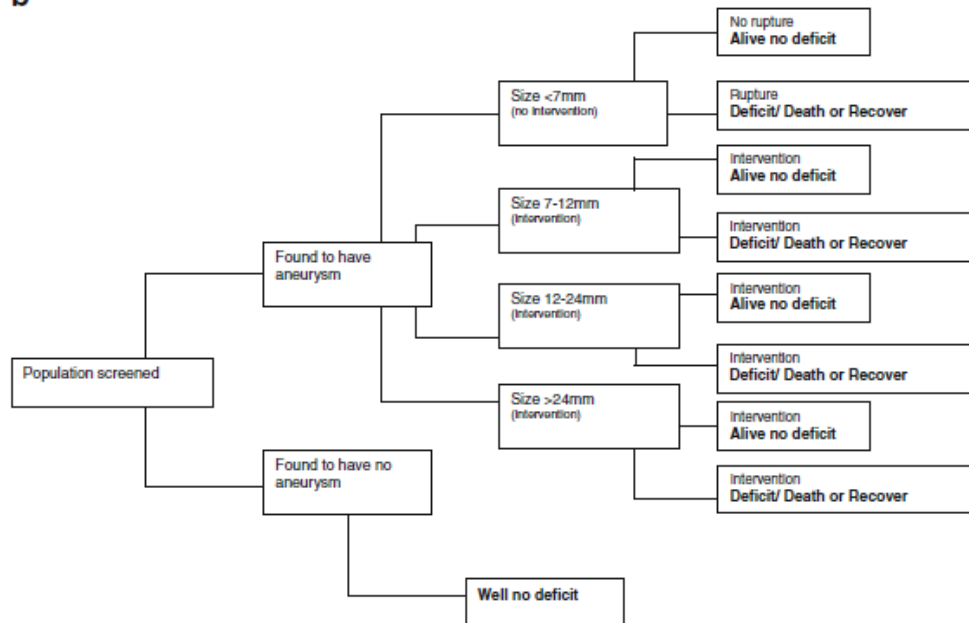 b
No rupture
Alive no deficit
Size <7mm
(no Intervention)
Rupture
Deficit/ Death or Recover
Intervention
Alive no deficit
Size 7-12mm
(Intervention)
Intervention
Deficit/ Death or Recover
Found to have
aneurysm
Intervention
Alive no deficit
Size 12-24mm
(Intervention)
Intervention
Deficit/ Death or Recover
Population screened
Size >24mm
(Intervention)
Intervention
Alive no deficit
Found to have no
aneurysm
Intervention
Deficit/ Death or Recover
Well no deficit